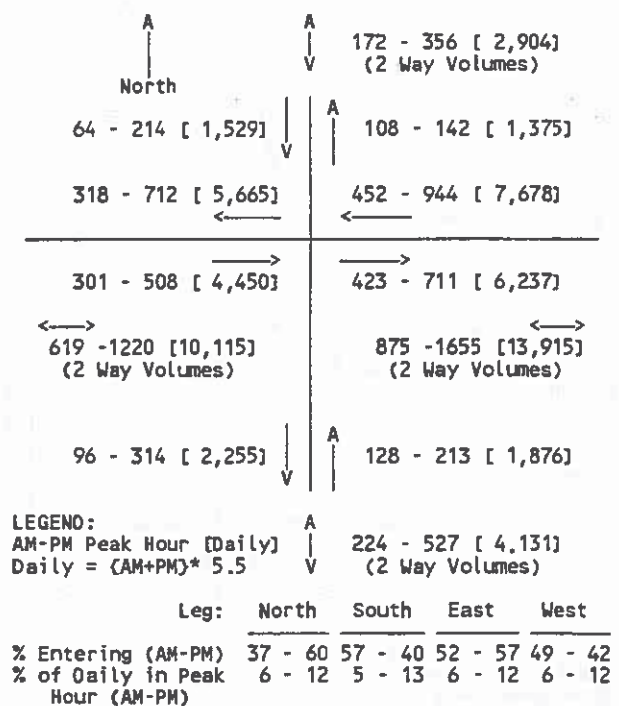 A A
172 - 356 [ 2,904]
V (2 Way Volumes)
North
64 - 214 [ 1,529] A 108 - 142 [ 1,375]
V
318 - 712 [ 5,665] 452 - 944 [ 7,678]
<---- <----
----> ---->
301 - 508 [ 4,450] 423 - 711 [ 6,237]
<----> <---->
619 -1220 [10,115] 875 -1655 [13,915]
(2 Way Volumes) (2 Way Volumes)
A
96 - 314 [ 2,255] 128 - 213 [ 1,876]
V
LEGEND: A
AM-PM Peak Hour [Daily] 224 - 527 [ 4.131]
Daily = {AM+PM}* 5.5 V (2 Way Volumes)
Leg: North South East West
% Entering (AM-PM) 37 - 60 57 - 40 52 - 57 49 - 42
% of Daily in Peak 6 - 12 5 - 13 6 - 12 6 - 12
Hour (AM-PM)